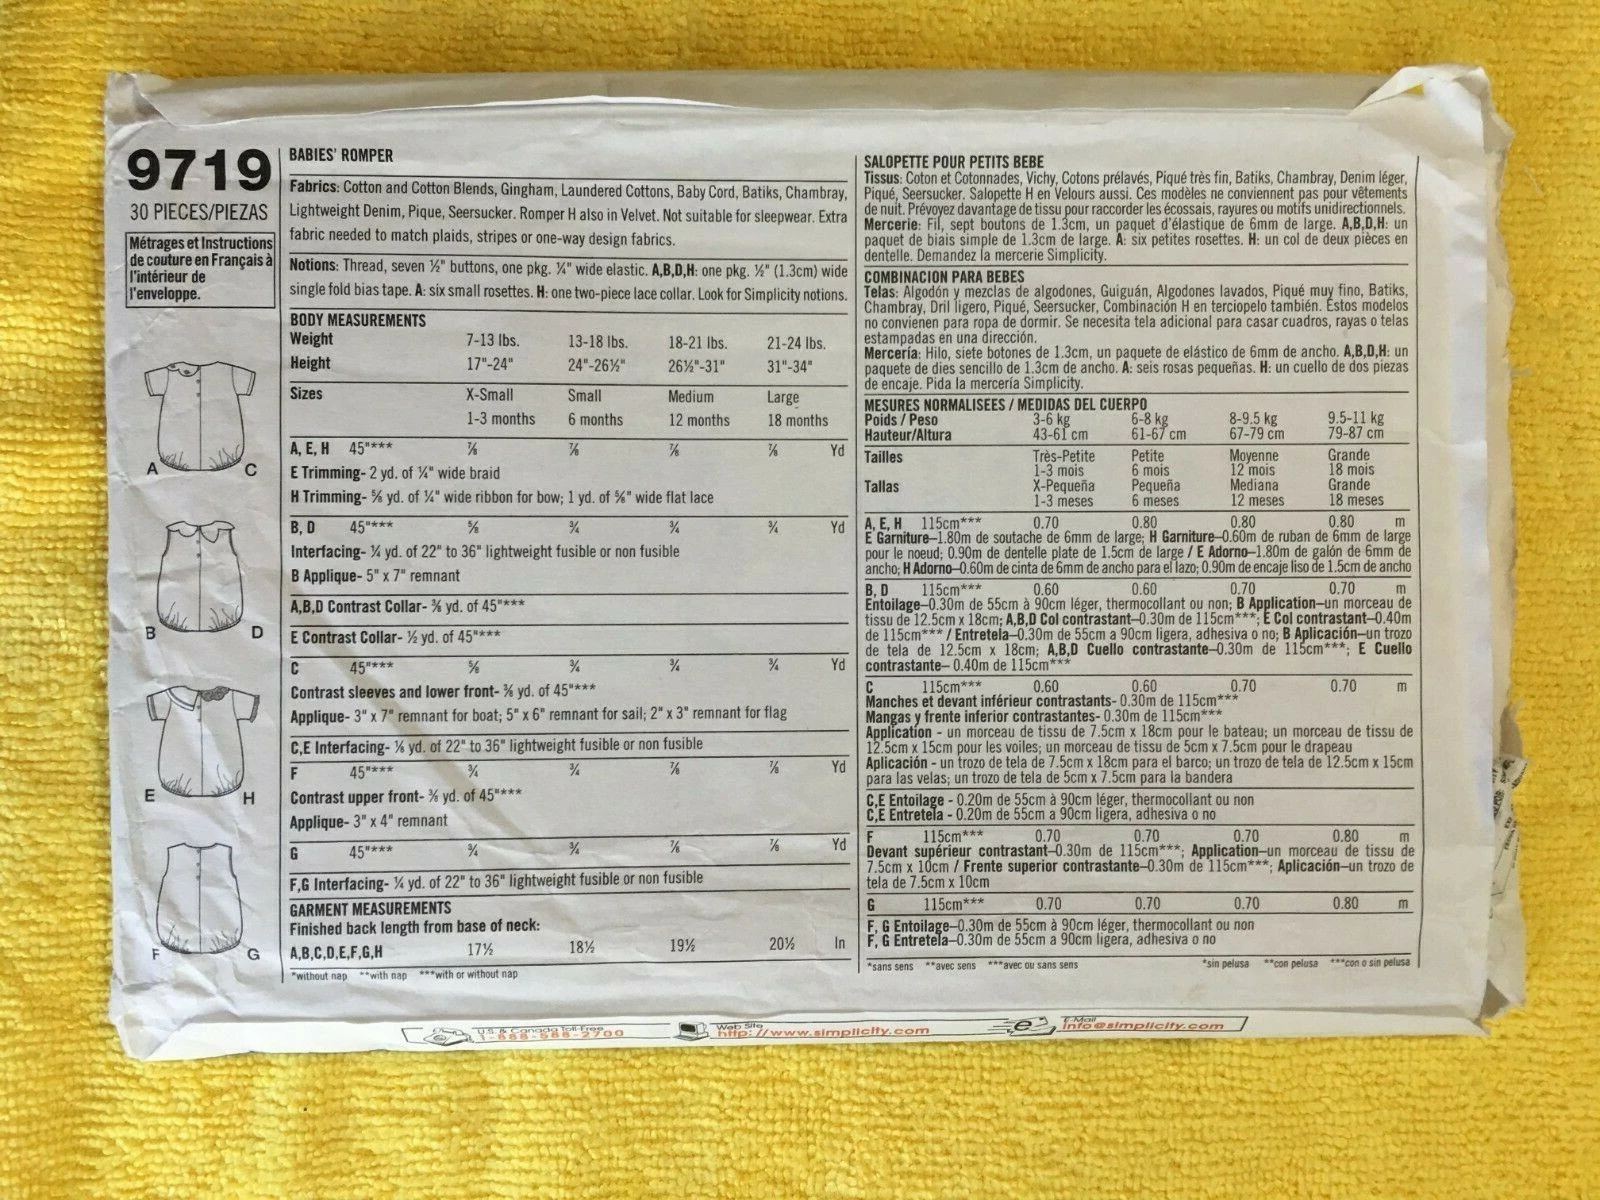 9719
30 PIECES/PIEZAS
Métrages et Instructions
de couture en Français à
l'intérieur de
l'enveloppe.
A C
B D
E H
F G
BABIES' ROMPER
Fabrics: Cotton and Cotton Blends, Gingham, Laundered Cottons, Baby Cord, Batiks, Chambray,
Lightweight Denim, Pique, Seersucker. Romper H also in Velvet. Not suitable for sleepwear. Extra
fabric needed to match plaids, stripes or one-way design fabrics.
Notions: Thread, seven ½" buttons, one pkg. ¼" wide elastic. A,B,D,H: one pkg. ½" (1.3cm) wide
single fold bias tape. A: six small rosettes. H: one two-piece lace collar. Look for Simplicity notions.
BODY MEASUREMENTS
Weight 7-13 lbs. 13-18 lbs. 18-21 lbs. 21-24 lbs.
Height 17"-24" 24"-26½" 26½"-31" 31"-34"
Sizes X-Small Small Medium Large
1-3 months 6 months 12 months 18 months
A, E, H 45"*** ⅞ ⅞ ⅞ ⅞ Yd
E Trimming- 2 yd. of ¼" wide braid
H Trimming- ⅝ yd. of ¼" wide ribbon for bow; 1 yd. of ⅝" wide flat lace
B, D 45"*** ⅝ ¾ ¾ ¾ Yd
Interfacing- ¼ yd. of 22" to 36" lightweight fusible or non fusible
B Applique- 5" x 7" remnant
A,B,D Contrast Collar- ⅜ yd. of 45"***
E Contrast Collar- ½ yd. of 45"***
C 45"*** ⅝ ¾ ¾ ¾ Yd
Contrast sleeves and lower front- ⅜ yd. of 45"***
Applique- 3" x 7" remnant for boat; 5" x 6" remnant for sail; 2" x 3" remnant for flag
C,E Interfacing- ⅛ yd. of 22" to 36" lightweight fusible or non fusible
F 45"*** ¾ ¾ ⅞ ⅞ Yd
Contrast upper front- ⅜ yd. of 45"***
Applique- 3" x 4" remnant
G 45"*** ¾ ¾ ⅞ ⅞ Yd
F,G Interfacing- ¼ yd. of 22" to 36" lightweight fusible or non fusible
GARMENT MEASUREMENTS
Finished back length from base of neck:
A,B,C,D,E,F,G,H 17½ 18½ 19½ 20½ In
*without nap **with nap ***with or without nap
SALOPETTE POUR PETITS BEBE
Tissus: Coton et Cotonnades, Vichy, Cotons prélavés, Piqué très fin, Batiks, Chambray, Denim léger,
Piqué, Seersucker. Salopette H en Velours aussi. Ces modèles ne conviennent pas pour vêtements
de nuit. Prévoyez davantage de tissu pour raccorder les écossais, rayures ou motifs unidirectionnels.
Mercerie: Fil, sept boutons de 1.3cm, un paquet d'élastique de 6mm de large. A,B,D,H: un
paquet de biais simple de 1.3cm de large. A: six petites rosettes. H: un col de deux pièces en
dentelle. Demandez la mercerie Simplicity.
COMBINACION PARA BEBES
Telas: Algodón y mezclas de algodones, Guiguán, Algodones lavados, Piqué muy fino, Batiks,
Chambray, Dril ligero, Piqué, Seersucker, Combinación H en terciopelo también. Estos modelos
no convienen para ropa de dormir. Se necesita tela adicional para casar cuadros, rayas o telas
estampadas en una dirección.
Mercería: Hilo, siete botones de 1.3cm, un paquete de elástico de 6mm de ancho. A,B,D,H: un
paquete de dies sencillo de 1.3cm de ancho. A: seis rosas pequeñas. H: un cuello de dos piezas
de encaje. Pida la mercería Simplicity.
MESURES NORMALISEES / MEDIDAS DEL CUERPO
Poids / Peso 3-6 kg 6-8 kg 8-9.5 kg 9.5-11 kg
Hauteur/Altura 43-61 cm 61-67 cm 67-79 cm 79-87 cm
Tailles Très-Petite Petite Moyenne Grande
1-3 mois 6 mois 12 mois 18 mois
Tallas X-Pequeña Pequeña Mediana Grande
1-3 meses 6 meses 12 meses 18 meses
A, E, H 115cm*** 0.70 0.80 0.80 0.80 m
E Garniture–1.80m de soutache de 6mm de large; H Garniture–0.60m de ruban de 6mm de large
pour le noeud; 0.90m de dentelle plate de 1.5cm de large / E Adorno–1.80m de galón de 6mm de
ancho; H Adorno–0.60m de cinta de 6mm de ancho para el lazo; 0.90m de encaje liso de 1.5cm de ancho
B, D 115cm*** 0.60 0.60 0.70 0.70 m
Entoilage–0.30m de 55cm à 90cm léger, thermocollant ou non; B Application–un morceau de
tissu de 12.5cm x 18cm; A,B,D Col contrastant–0.30m de 115cm***; E Col contrastant–0.40m
de 115cm*** / Entretela–0.30m de 55cm a 90cm ligera, adhesiva o no; B Aplicación–un trozo
de tela de 12.5cm x 18cm; A,B,D Cuello contrastante–0.30m de 115cm***; E Cuello
contrastante– 0.40m de 115cm***
C 115cm*** 0.60 0.60 0.70 0.70 m
Manches et devant inférieur contrastants- 0.30m de 115cm***
Mangas y frente inferior contrastantes- 0.30m de 115cm***
Application - un morceau de tissu de 7.5cm x 18cm pour le bateau; un morceau de tissu de
12.5cm x 15cm pour les voiles; un morceau de tissu de 5cm x 7.5cm pour le drapeau
Aplicación - un trozo de tela de 7.5cm x 18cm para el barco; un trozo de tela de 12.5cm x 15cm
para las velas; un trozo de tela de 5cm x 7.5cm para la bandera
C,E Entoilage - 0.20m de 55cm à 90cm léger, thermocollant ou non
C,E Entretela - 0.20m de 55cm a 90cm ligera, adhesiva o no
F 115cm*** 0.70 0.70 0.70 0.80 m
Devant supérieur contrastant–0.30m de 115cm***; Application–un morceau de tissu de
7.5cm x 10cm / Frente superior contrastante–0.30m de 115cm***; Aplicación–un trozo de
tela de 7.5cm x 10cm
G 115cm*** 0.70 0.70 0.70 0.80 m
F, G Entoilage–0.30m de 55cm à 90cm léger, thermocollant ou non
F, G Entretela–0.30m de 55cm a 90cm ligera, adhesiva o no
*sans sens **avec sens ***avec ou sans sens *sin pelusa **con pelusa ***con o sin pelusa
U.S. & Canada Toll-Free
1-888-588-2700
Web Site
http://www.simplicity.com
E-Mail
info@simplicity.com